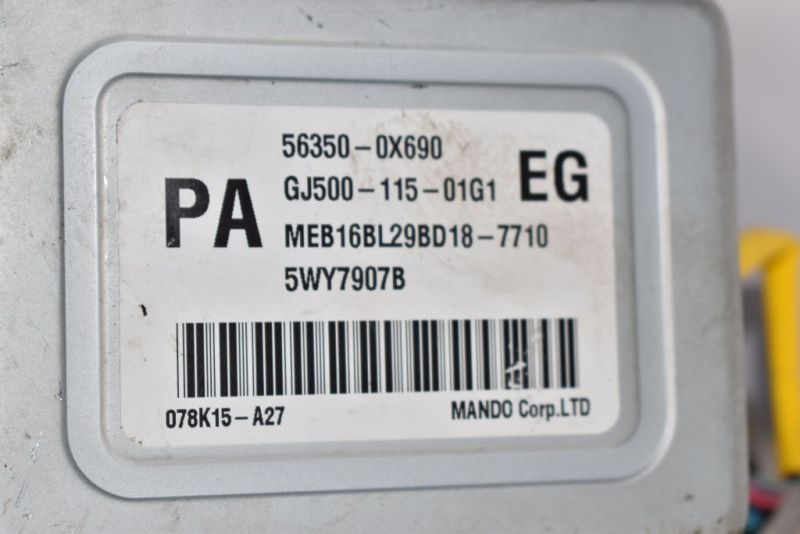 56350-0X690
PA GJ500-115-01G1 EG
MEB16BL29BD18-7710
5WY7907B
078K15-A27 MANDO Corp.LTD